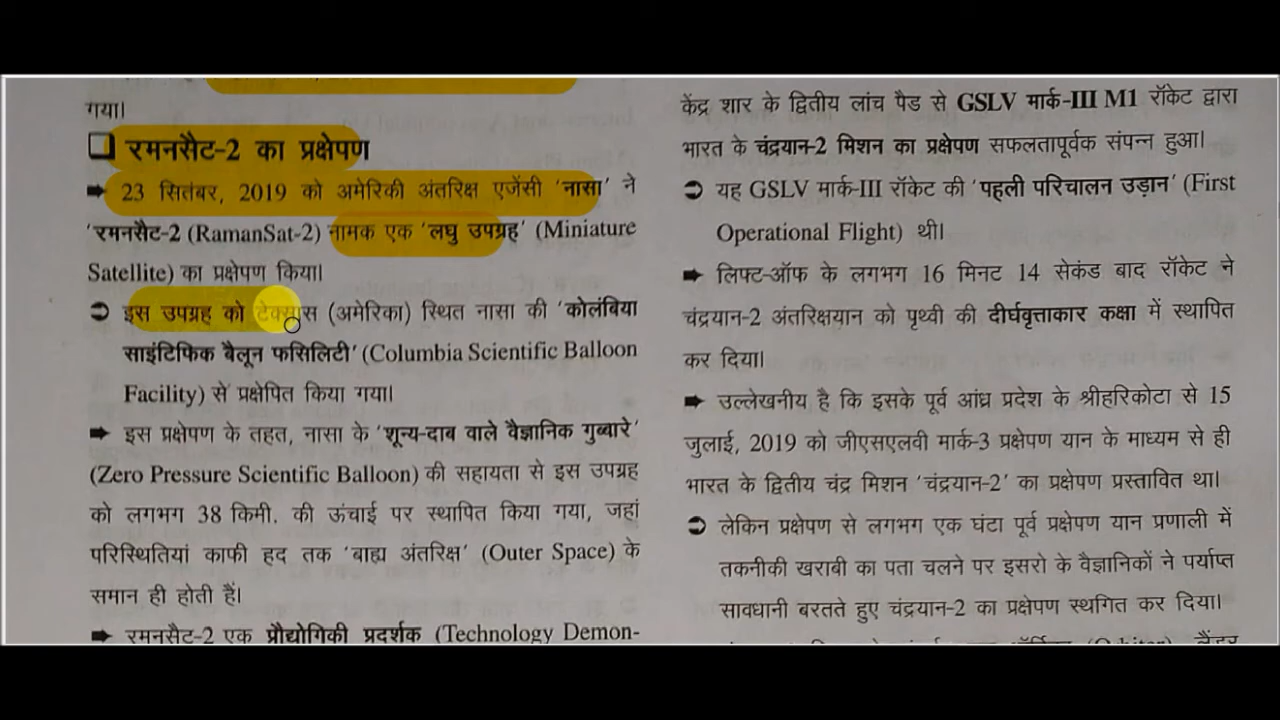 गया।
❑ रमनसैट-2 का प्रक्षेपण
➡ 23 सितंबर, 2019 को अमेरिकी अंतरिक्ष एजेंसी 'नासा' ने
'रमनसैट-2 (RamanSat-2) नामक एक 'लघु उपग्रह' (Miniature
Satellite) का प्रक्षेपण किया।
➲ इस उपग्रह को टेक्सास (अमेरिका) स्थित नासा की 'कोलंबिया
साइंटिफिक बैलून फसिलिटी' (Columbia Scientific Balloon
Facility) से प्रक्षेपित किया गया।
➡ इस प्रक्षेपण के तहत, नासा के 'शून्य-दाब वाले वैज्ञानिक गुब्बारे'
(Zero Pressure Scientific Balloon) की सहायता से इस उपग्रह
को लगभग 38 किमी. की ऊंचाई पर स्थापित किया गया, जहां
परिस्थितियां काफी हद तक 'बाह्य अंतरिक्ष' (Outer Space) के
समान ही होती हैं।
➡ रमनसैट-2 एक प्रौद्योगिकी प्रदर्शक (Technology Demon-
केंद्र शार के द्वितीय लांच पैड से GSLV मार्क-III M1 रॉकेट द्वारा
भारत के चंद्रयान-2 मिशन का प्रक्षेपण सफलतापूर्वक संपन्न हुआ।
➲ यह GSLV मार्क-III रॉकेट की 'पहली परिचालन उड़ान' (First
Operational Flight) थी।
➡ लिफ्ट-ऑफ के लगभग 16 मिनट 14 सेकंड बाद रॉकेट ने
चंद्रयान-2 अंतरिक्षयान को पृथ्वी की दीर्घवृत्ताकार कक्षा में स्थापित
कर दिया।
➡ उल्लेखनीय है कि इसके पूर्व आंध्र प्रदेश के श्रीहरिकोटा से 15
जुलाई, 2019 को जीएसएलवी मार्क-3 प्रक्षेपण यान के माध्यम से ही
भारत के द्वितीय चंद्र मिशन 'चंद्रयान-2' का प्रक्षेपण प्रस्तावित था।
➲ लेकिन प्रक्षेपण से लगभग एक घंटा पूर्व प्रक्षेपण यान प्रणाली में
तकनीकी खराबी का पता चलने पर इसरो के वैज्ञानिकों ने पर्याप्त
सावधानी बरतते हुए चंद्रयान-2 का प्रक्षेपण स्थगित कर दिया।